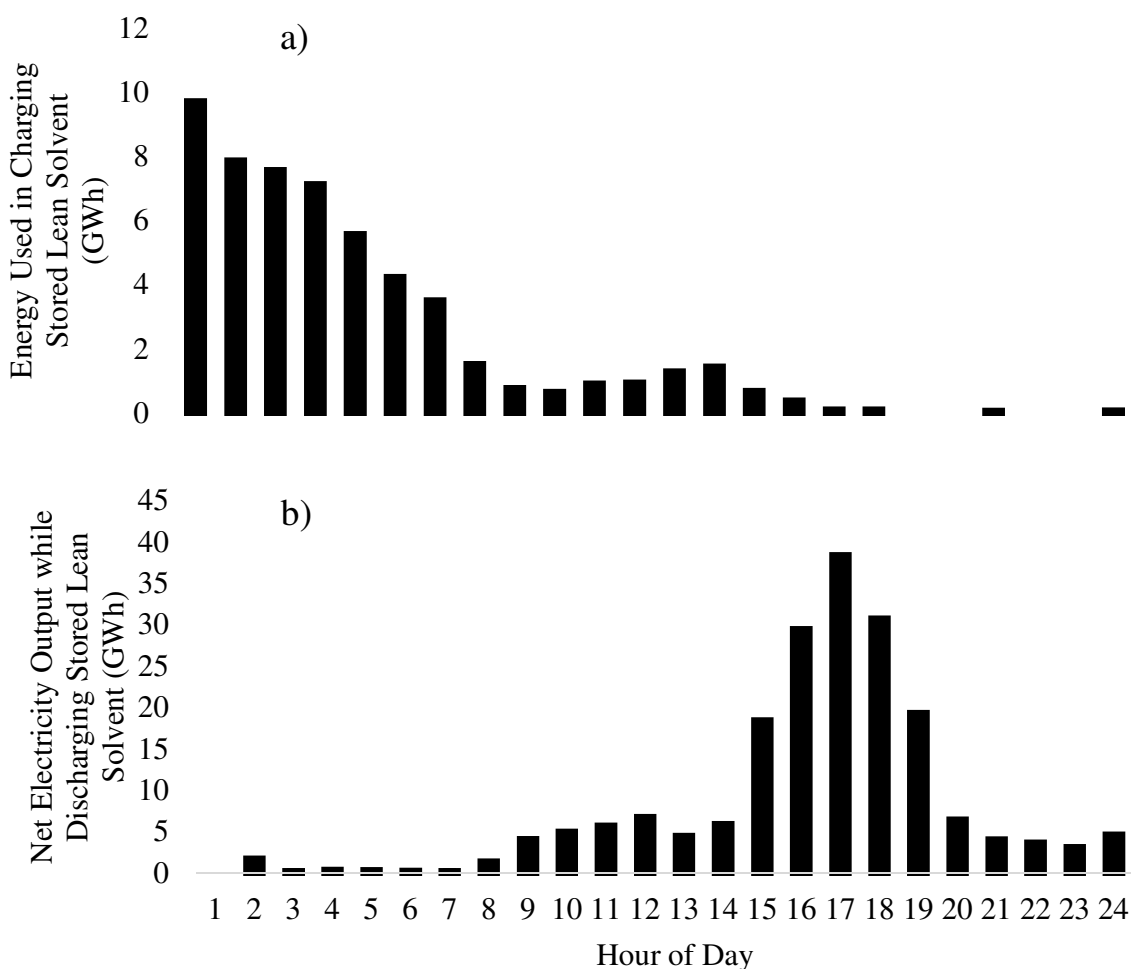 a)
Energy Used in Charging
Stored Lean Solvent
(GWh)
12
10
8
6
4
2
0
b)
Net Electricity Output while
Discharging Stored Lean
Solvent (GWh)
45
40
35
30
25
20
15
10
5
0
1 2 3 4 5 6 7 8 9 10 11 12 13 14 15 16 17 18 19 20 21 22 23 24
Hour of Day